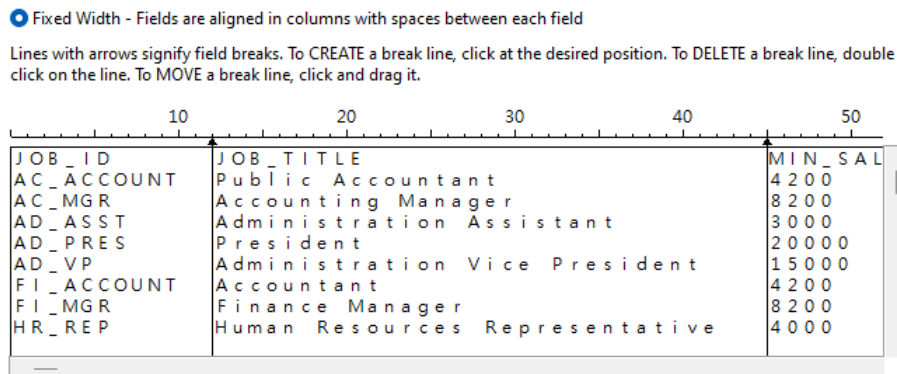 Fixed Width - Fields are aligned in columns with spaces between each field
Lines with arrows signify field breaks. To CREATE a break line, click at the desired position. To DELETE a break line, double
click on the line. To MOVE a break line, click and drag it.
10 20 30 40 50
JOB_ID JOB_TITLE MIN_SAL
AC_ACCOUNT Public Accountant 4200
AC_MGR Accounting Manager 8200
AD_ASST Administration Assistant 3000
AD_PRES President 20000
AD_VP Administration Vice President 15000
FI_ACCOUNT Accountant 4200
FI_MGR Finance Manager 8200
HR_REP Human Resources Representative 4000